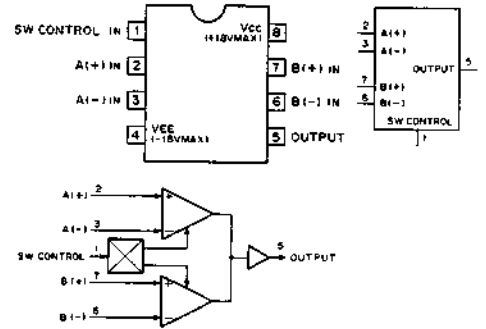 SW CONTROL IN 1
A(+) IN 2
A(-) IN 3
4 VEE
(-18VMAX)
VCC 8
(+18VMAX)
7 B(+) IN
6 B(-) IN
5 OUTPUT
2 A(+)
3 A(-)
OUTPUT 5
7 B(+)
6 B(-)
SW CONTROL
1
A(+) 2
A(-) 3
SW CONTROL 1
B(+) 7
B(-) 6
+
-
+
-
5 OUTPUT